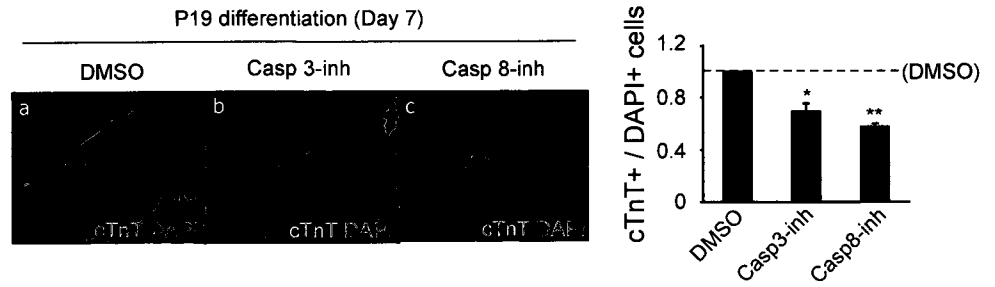 P19 differentiation (Day 7)
DMSO
Casp 3-inh
Casp 8-inh
a
b
c
cTnT DAPI
cTnT DAPI
cTnT DAPI
cTnT+ / DAPI+ cells
1.2
0.8
0.4
0
(DMSO)
*
**
DMSO
Casp3-inh
Casp8-inh